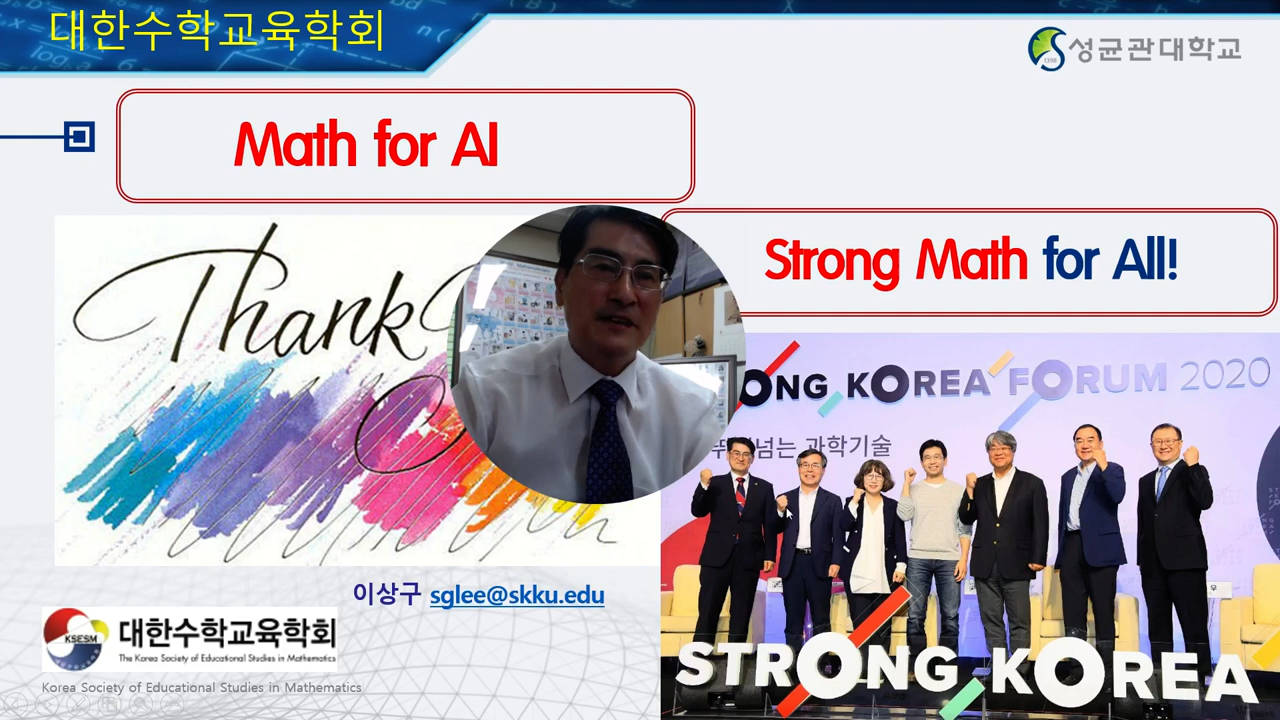 대한수학교육학회
성균관대학교
1398
Math for AI
Strong Math for All!
Thank
ONG KOREA FORUM 2020
넘는 과학기술
이상구 sglee@skku.edu
KSESM
대한수학교육학회
The Korea Society of Educational Studies in Mathematics
Korea Society of Educational Studies in Mathematics
STRONG KOREA